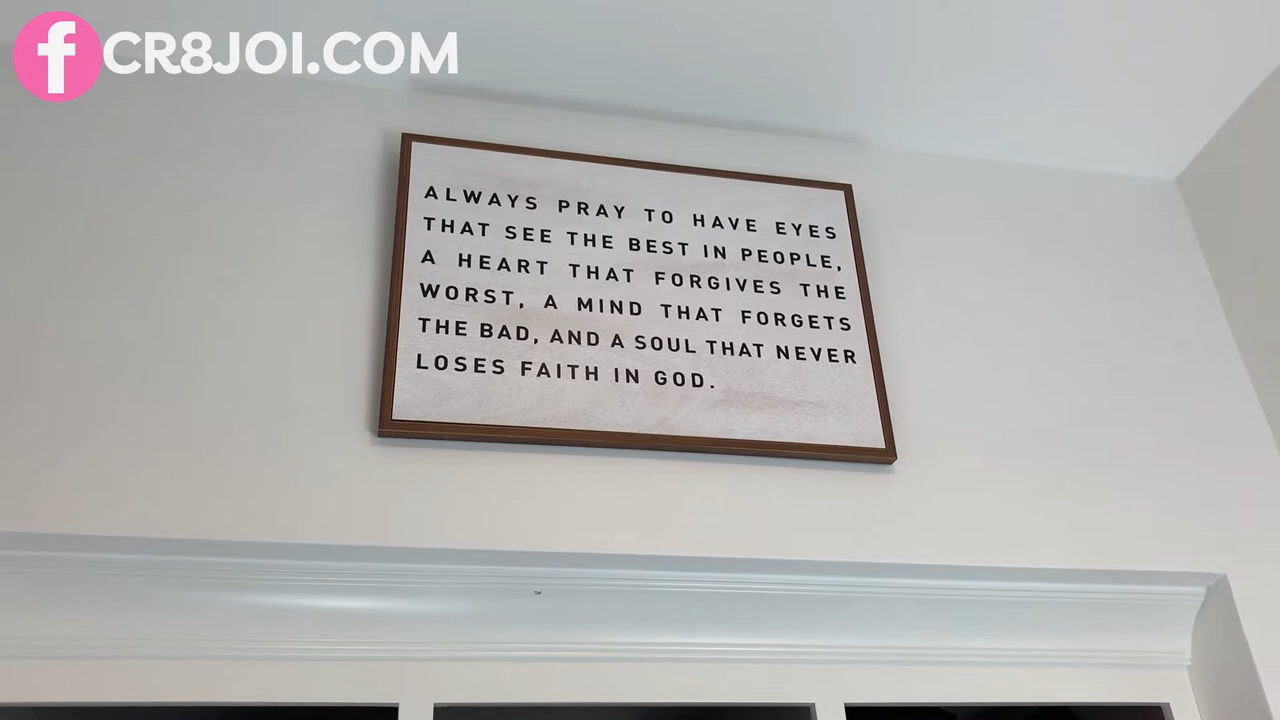 f CR8JOI.COM
ALWAYS PRAY TO HAVE EYES
THAT SEE THE BEST IN PEOPLE,
A HEART THAT FORGIVES THE
WORST, A MIND THAT FORGETS
THE BAD, AND A SOUL THAT NEVER
LOSES FAITH IN GOD.